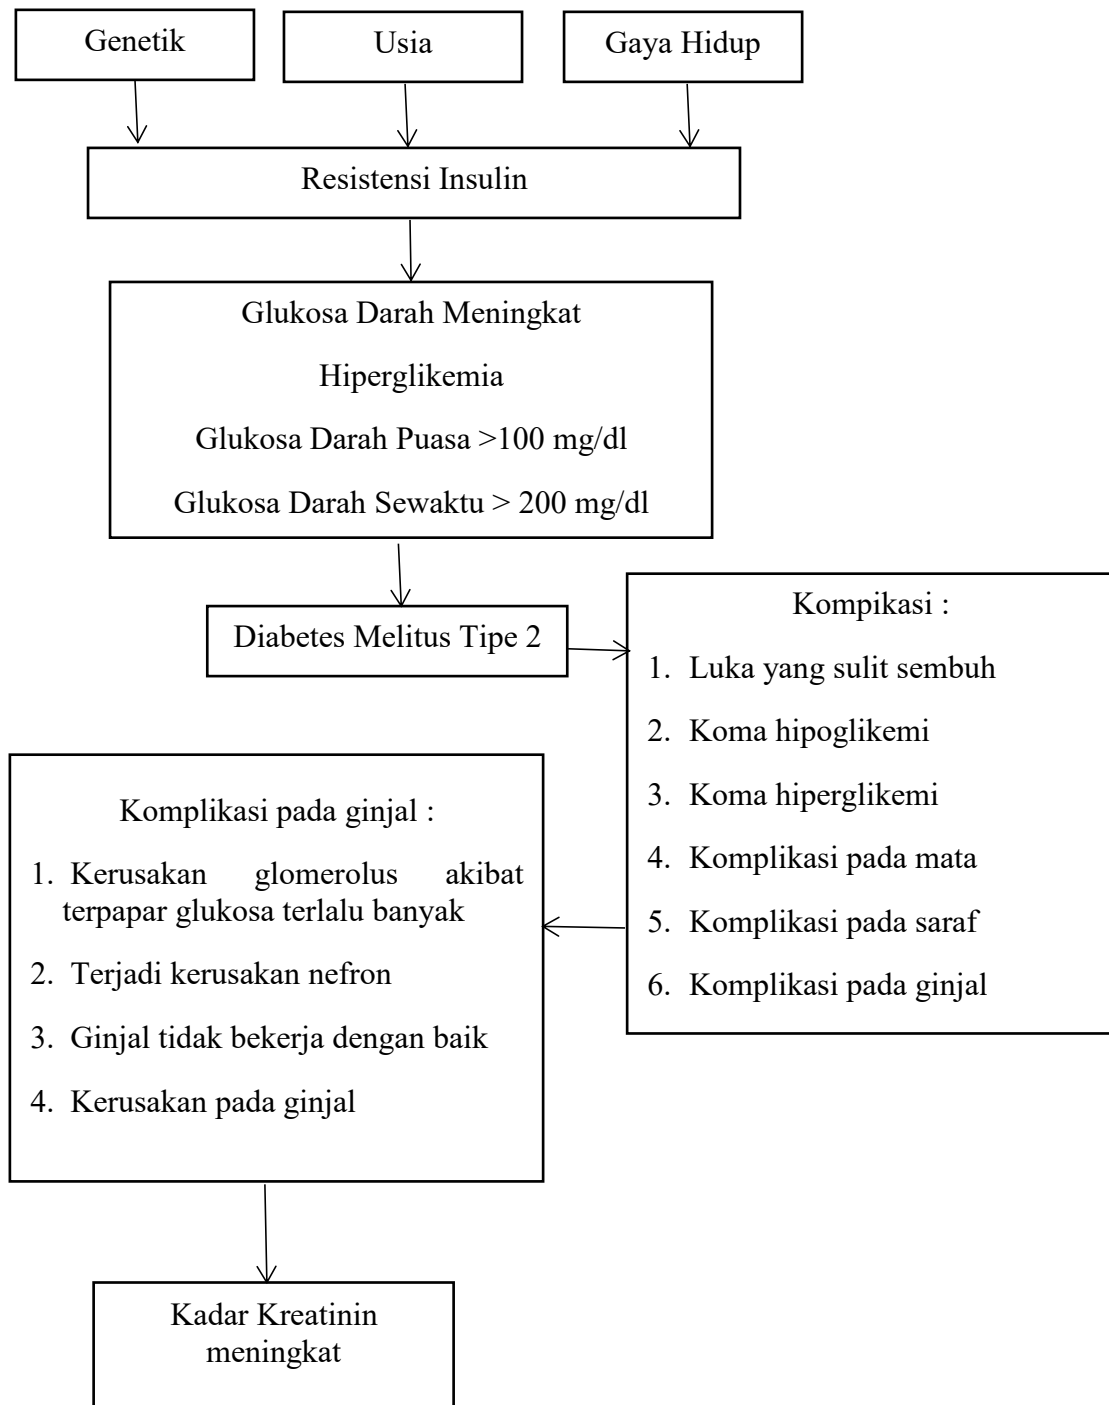 Genetik
Usia
Gaya Hidup
Resistensi Insulin
Glukosa Darah Meningkat
Hiperglikemia
Glukosa Darah Puasa >100 mg/dl
Glukosa Darah Sewaktu > 200 mg/dl
Diabetes Melitus Tipe 2
Kompikasi :
1. Luka yang sulit sembuh
2. Koma hipoglikemi
3. Koma hiperglikemi
4. Komplikasi pada mata
5. Komplikasi pada saraf
6. Komplikasi pada ginjal
Komplikasi pada ginjal :
1. Kerusakan glomerolus akibat
terpapar glukosa terlalu banyak
2. Terjadi kerusakan nefron
3. Ginjal tidak bekerja dengan baik
4. Kerusakan pada ginjal
Kadar Kreatinin
meningkat